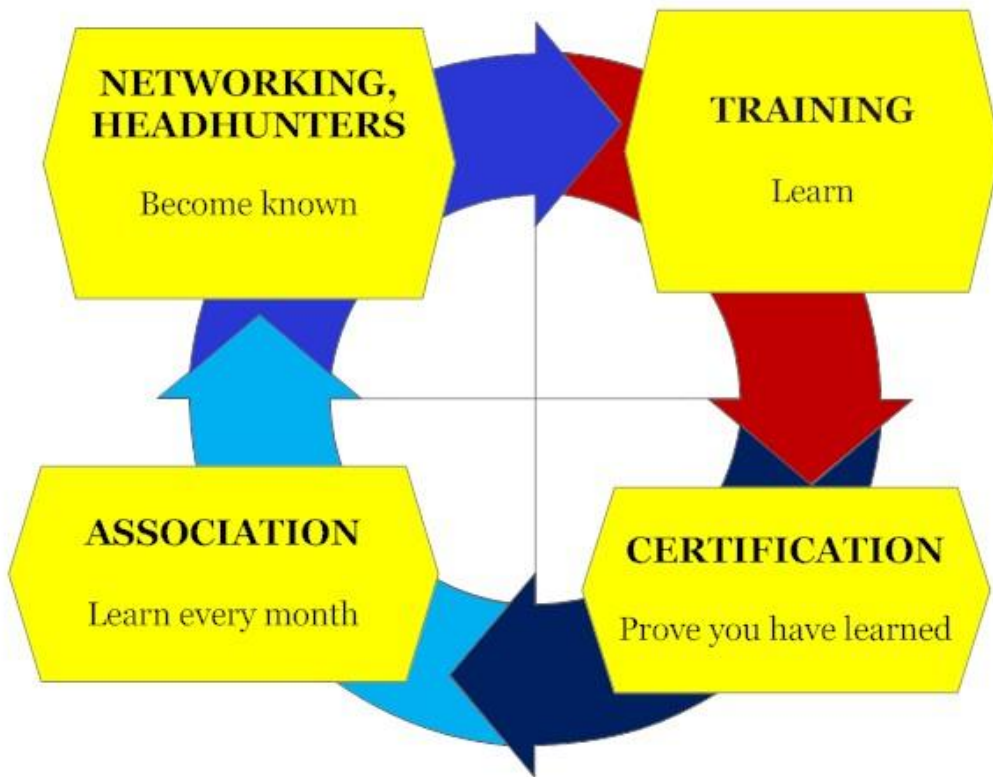 NETWORKING,
HEADHUNTERS
Become known
TRAINING
Learn
CERTIFICATION
Prove you have learned
ASSOCIATION
Learn every month